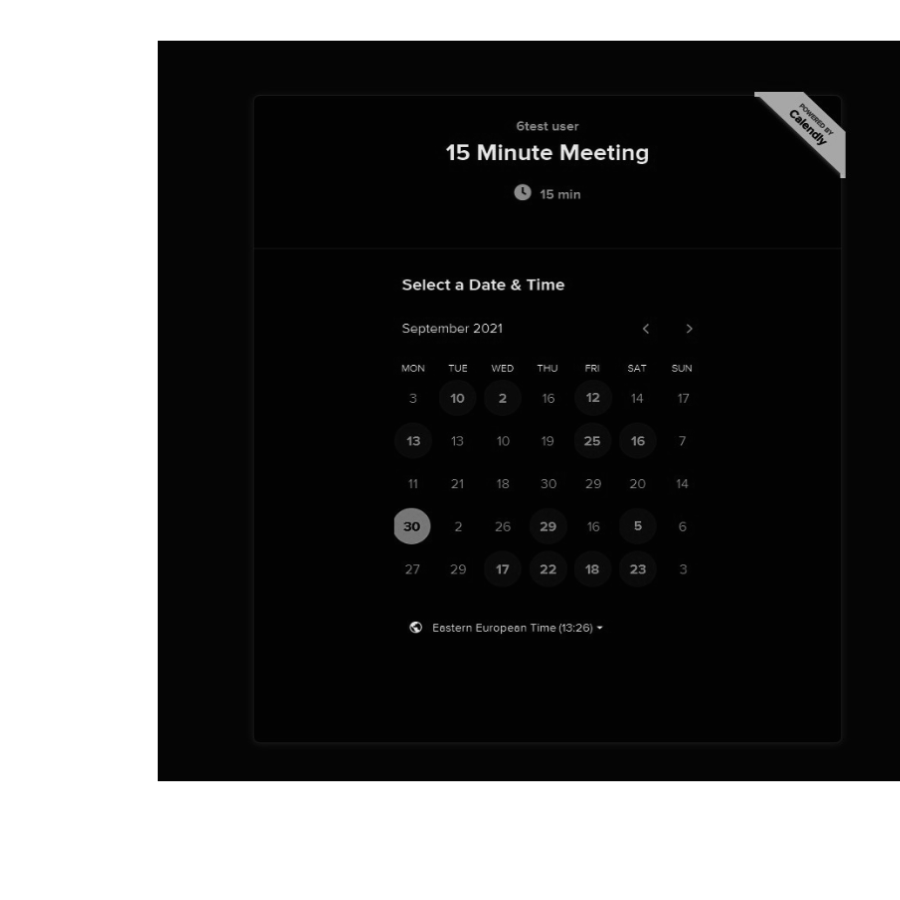 POWERED BY
Calendly
6test user
15 Minute Meeting
15 min
Select a Date & Time
September 2021
MON TUE WED THU FRI SAT SUN
3 10 2 16 12 14 17
13 13 10 19 25 16 7
11 21 18 30 29 20 14
30 2 26 29 16 5 6
27 29 17 22 18 23 3
Eastern European Time (13:26)